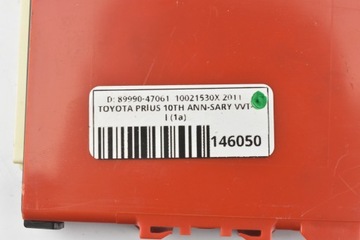 D: 89990-47061 10021530X 2011
TOYOTA PRIUS 10TH ANN-SARY VVT-
I (1a)
146050